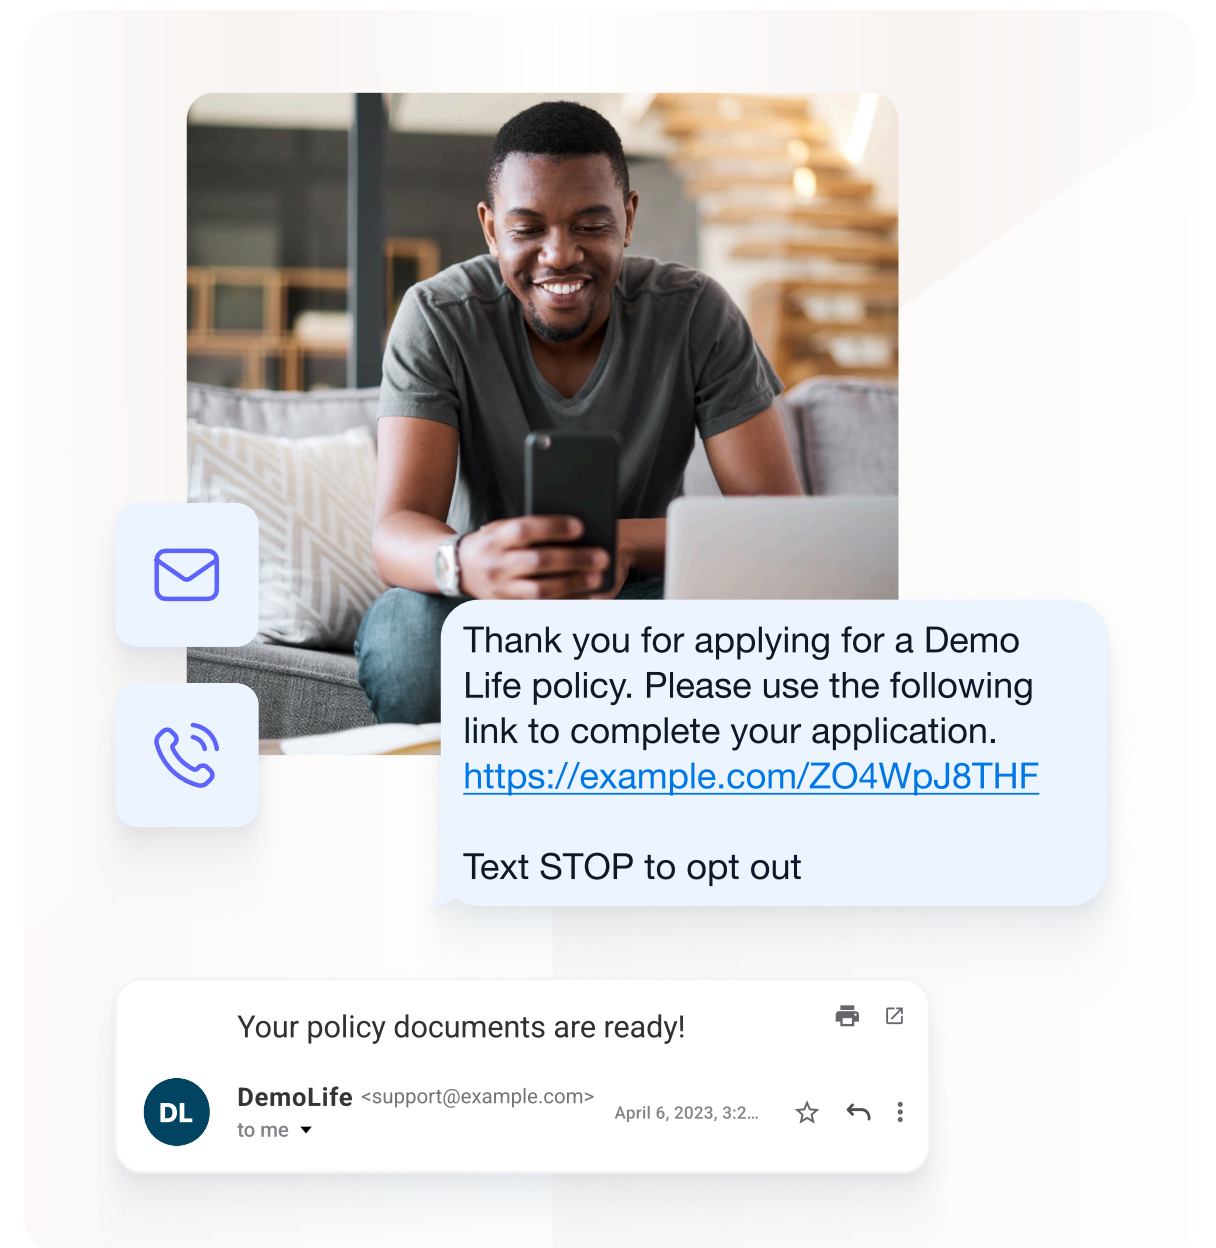 Thank you for applying for a Demo
Life policy. Please use the following
link to complete your application.
https://example.com/ZO4WpJ8THF
Text STOP to opt out
Your policy documents are ready!
DL
DemoLife <support@example.com>
April 6, 2023, 3:2...
to me